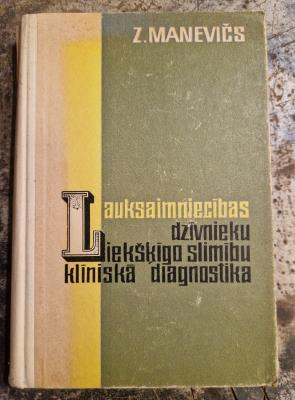 Z. MANEVIČS
Lauksaimniecības
dzīvnieku
iekšķīgo slimību
klīniskā diagnostika